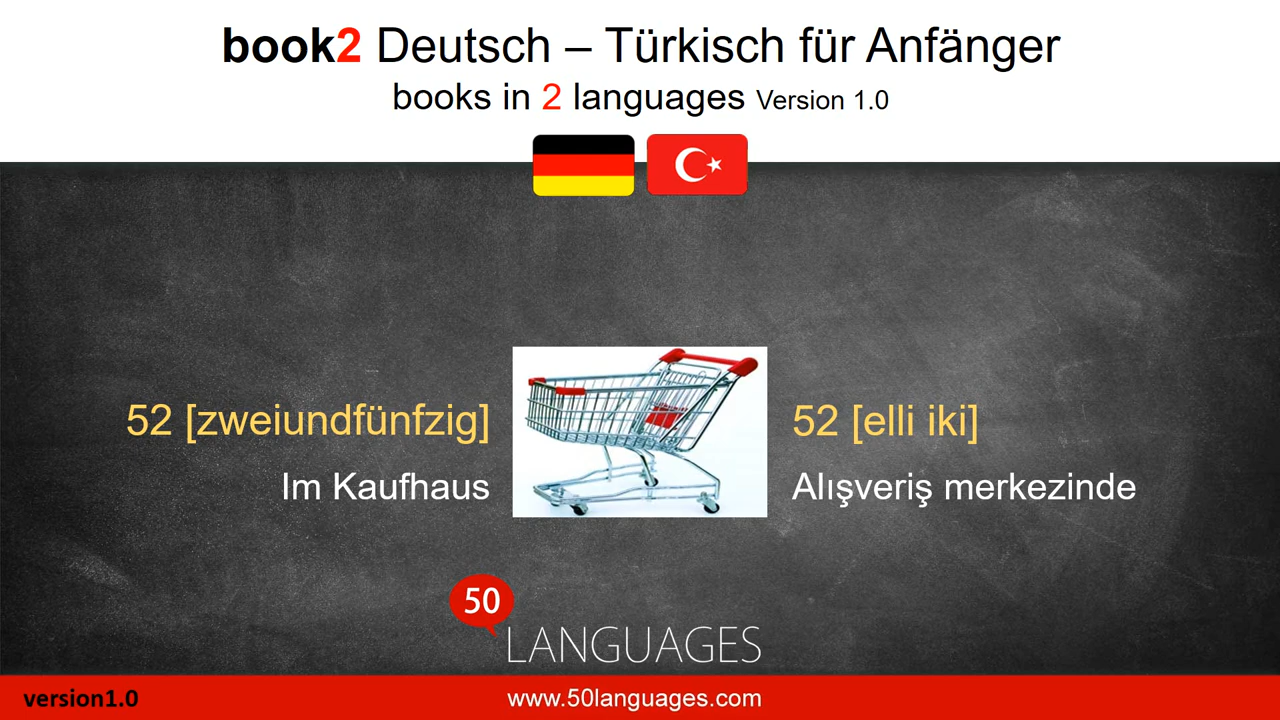 book2 Deutsch – Türkisch für Anfänger
books in 2 languages Version 1.0
52 [zweiundfünfzig]
Im Kaufhaus
52 [elli iki]
Alışveriş merkezinde
50
LANGUAGES
version1.0
www.50languages.com